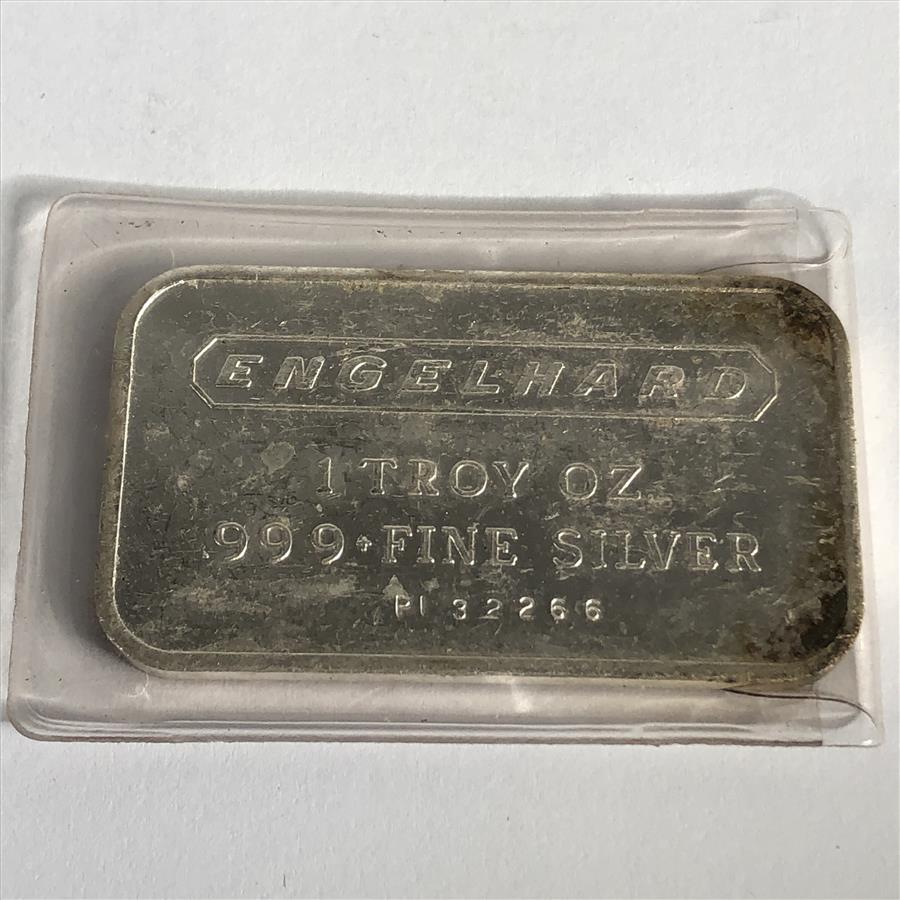 ENGELHARD
1 TROY OZ.
999+ FINE SILVER
P1 32266